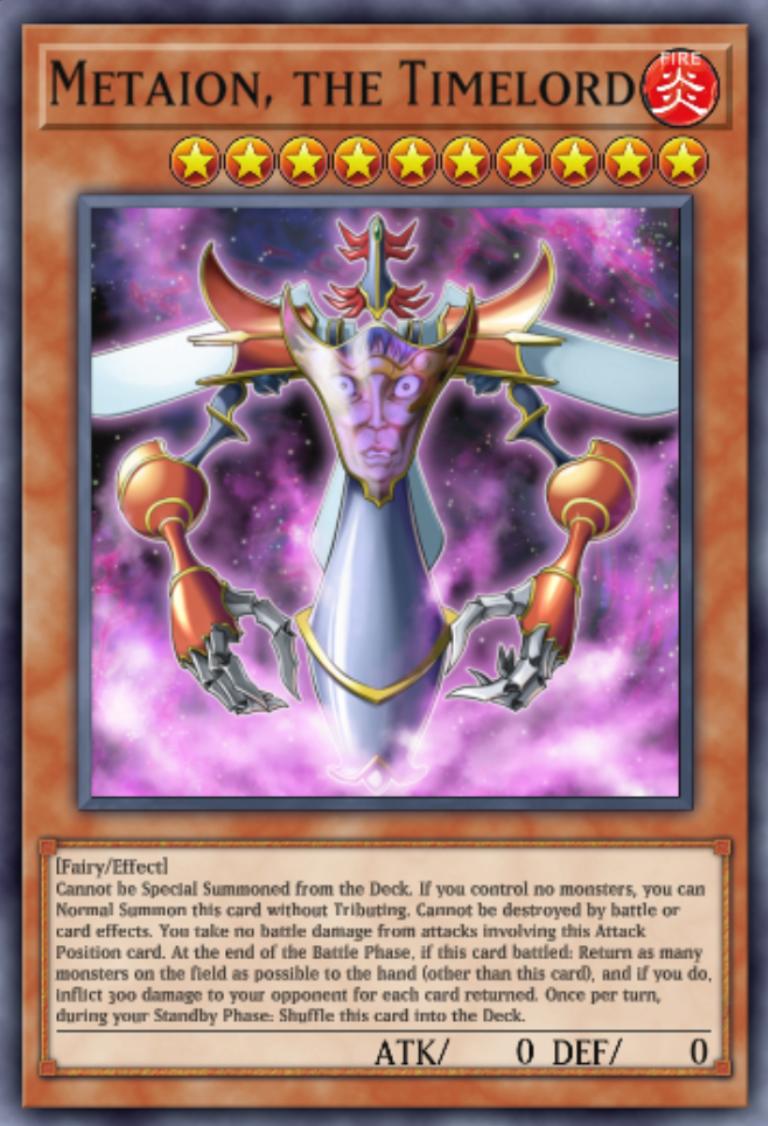 METAION, THE TIMELORD
FIRE
炎
[Fairy/Effect]
Cannot be Special Summoned from the Deck. If you control no monsters, you can
Normal Summon this card without Tributing. Cannot be destroyed by battle or
card effects. You take no battle damage from attacks involving this Attack
Position card. At the end of the Battle Phase, if this card battled: Return as many
monsters on the field as possible to the hand (other than this card), and if you do,
inflict 300 damage to your opponent for each card returned. Once per turn,
during your Standby Phase: Shuffle this card into the Deck.
ATK/ 0 DEF/ 0